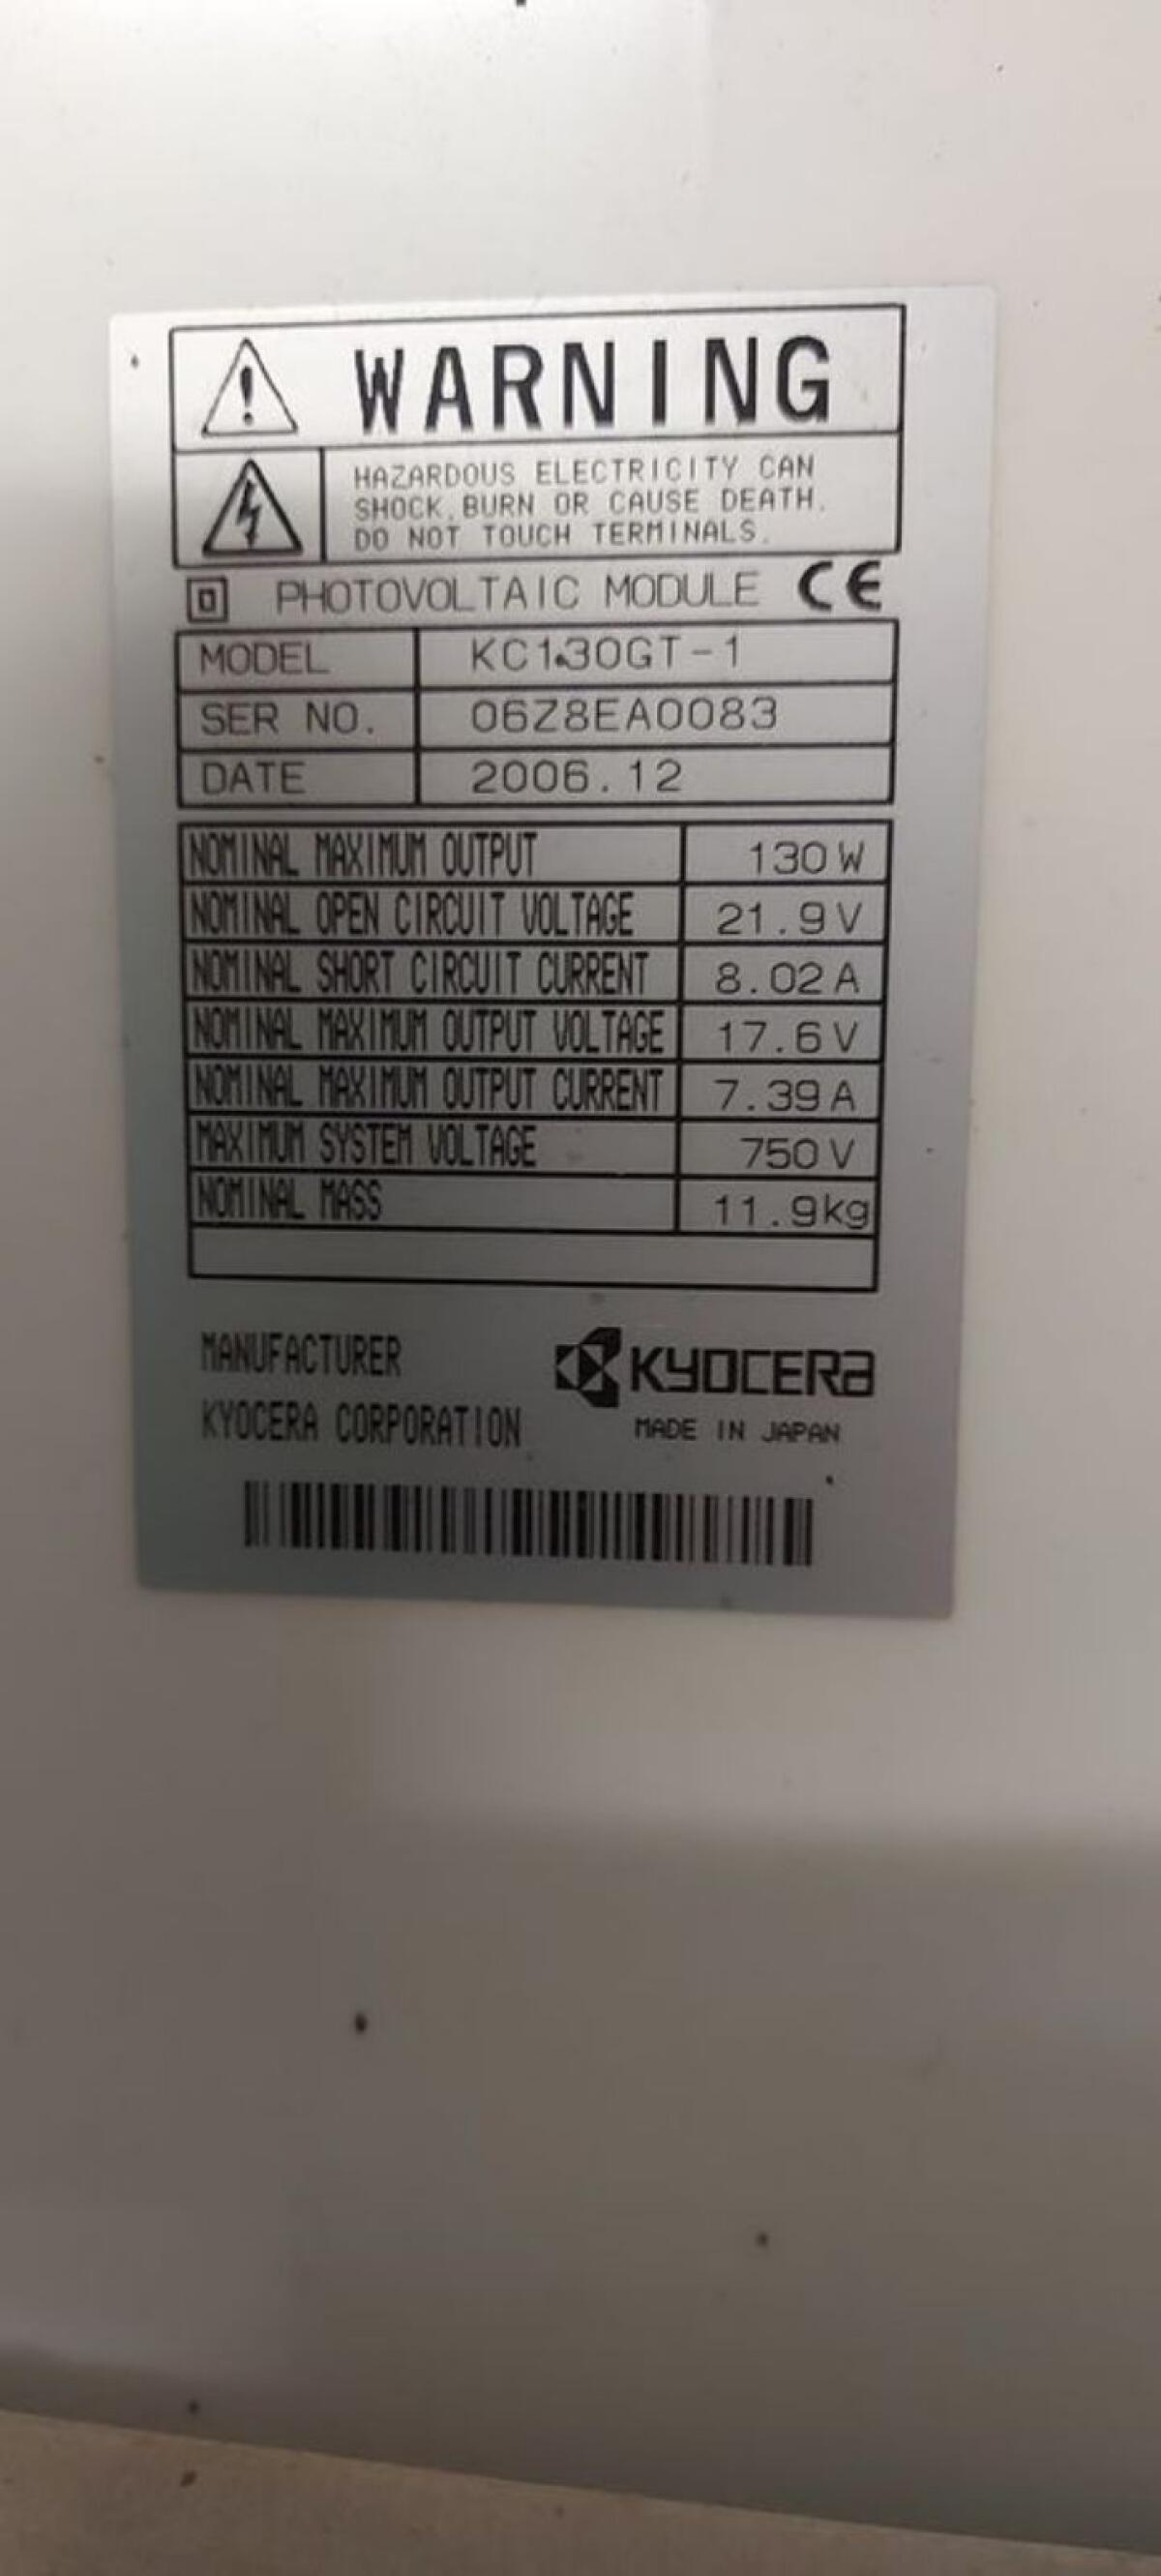 WARNING
HAZARDOUS ELECTRICITY CAN
SHOCK, BURN OR CAUSE DEATH.
DO NOT TOUCH TERMINALS.
PHOTOVOLTAIC MODULE CE
MODEL KC130GT-1
SER NO. 06Z8EA0083
DATE 2006.12
NOMINAL MAXIMUM OUTPUT 130W
NOMINAL OPEN CIRCUIT VOLTAGE 21.9V
NOMINAL SHORT CIRCUIT CURRENT 8.02A
NOMINAL MAXIMUM OUTPUT VOLTAGE 17.6V
NOMINAL MAXIMUM OUTPUT CURRENT 7.39A
MAXIMUM SYSTEM VOLTAGE 750V
NOMINAL MASS 11.9kg
MANUFACTURER
KYOCERA
KYOCERA CORPORATION
MADE IN JAPAN